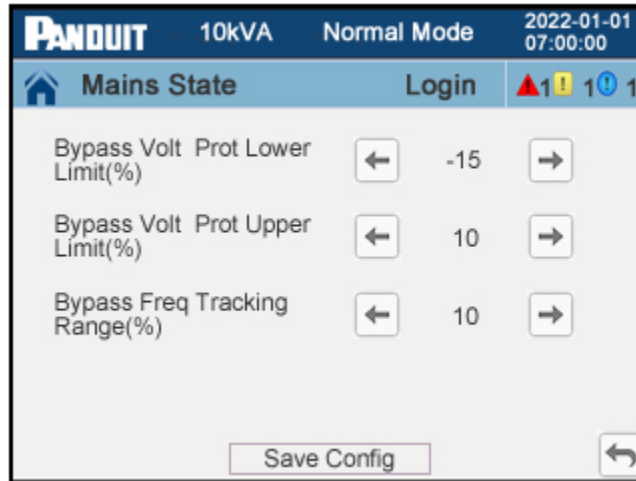 PANDUIT 10kVA Normal Mode 2022-01-01
07:00:00
Mains State Login 1 ! 1 ! 1
Bypass Volt Prot Lower
Limit(%) -15
Bypass Volt Prot Upper
Limit(%) 10
Bypass Freq Tracking
Range(%) 10
Save Config